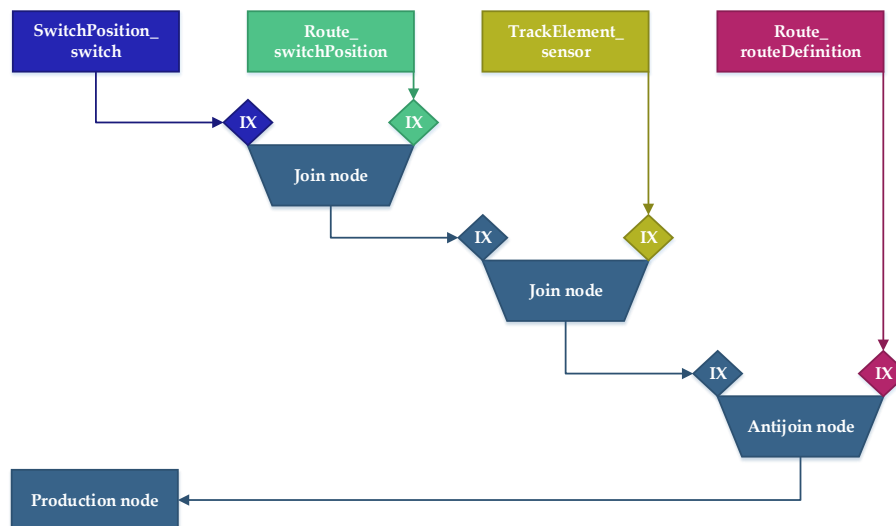 SwitchPosition_
switch
Route_
switchPosition
TrackElement_
sensor
Route_
routeDefinition
IX
IX
Join node
IX
IX
Join node
IX
IX
Antijoin node
Production node